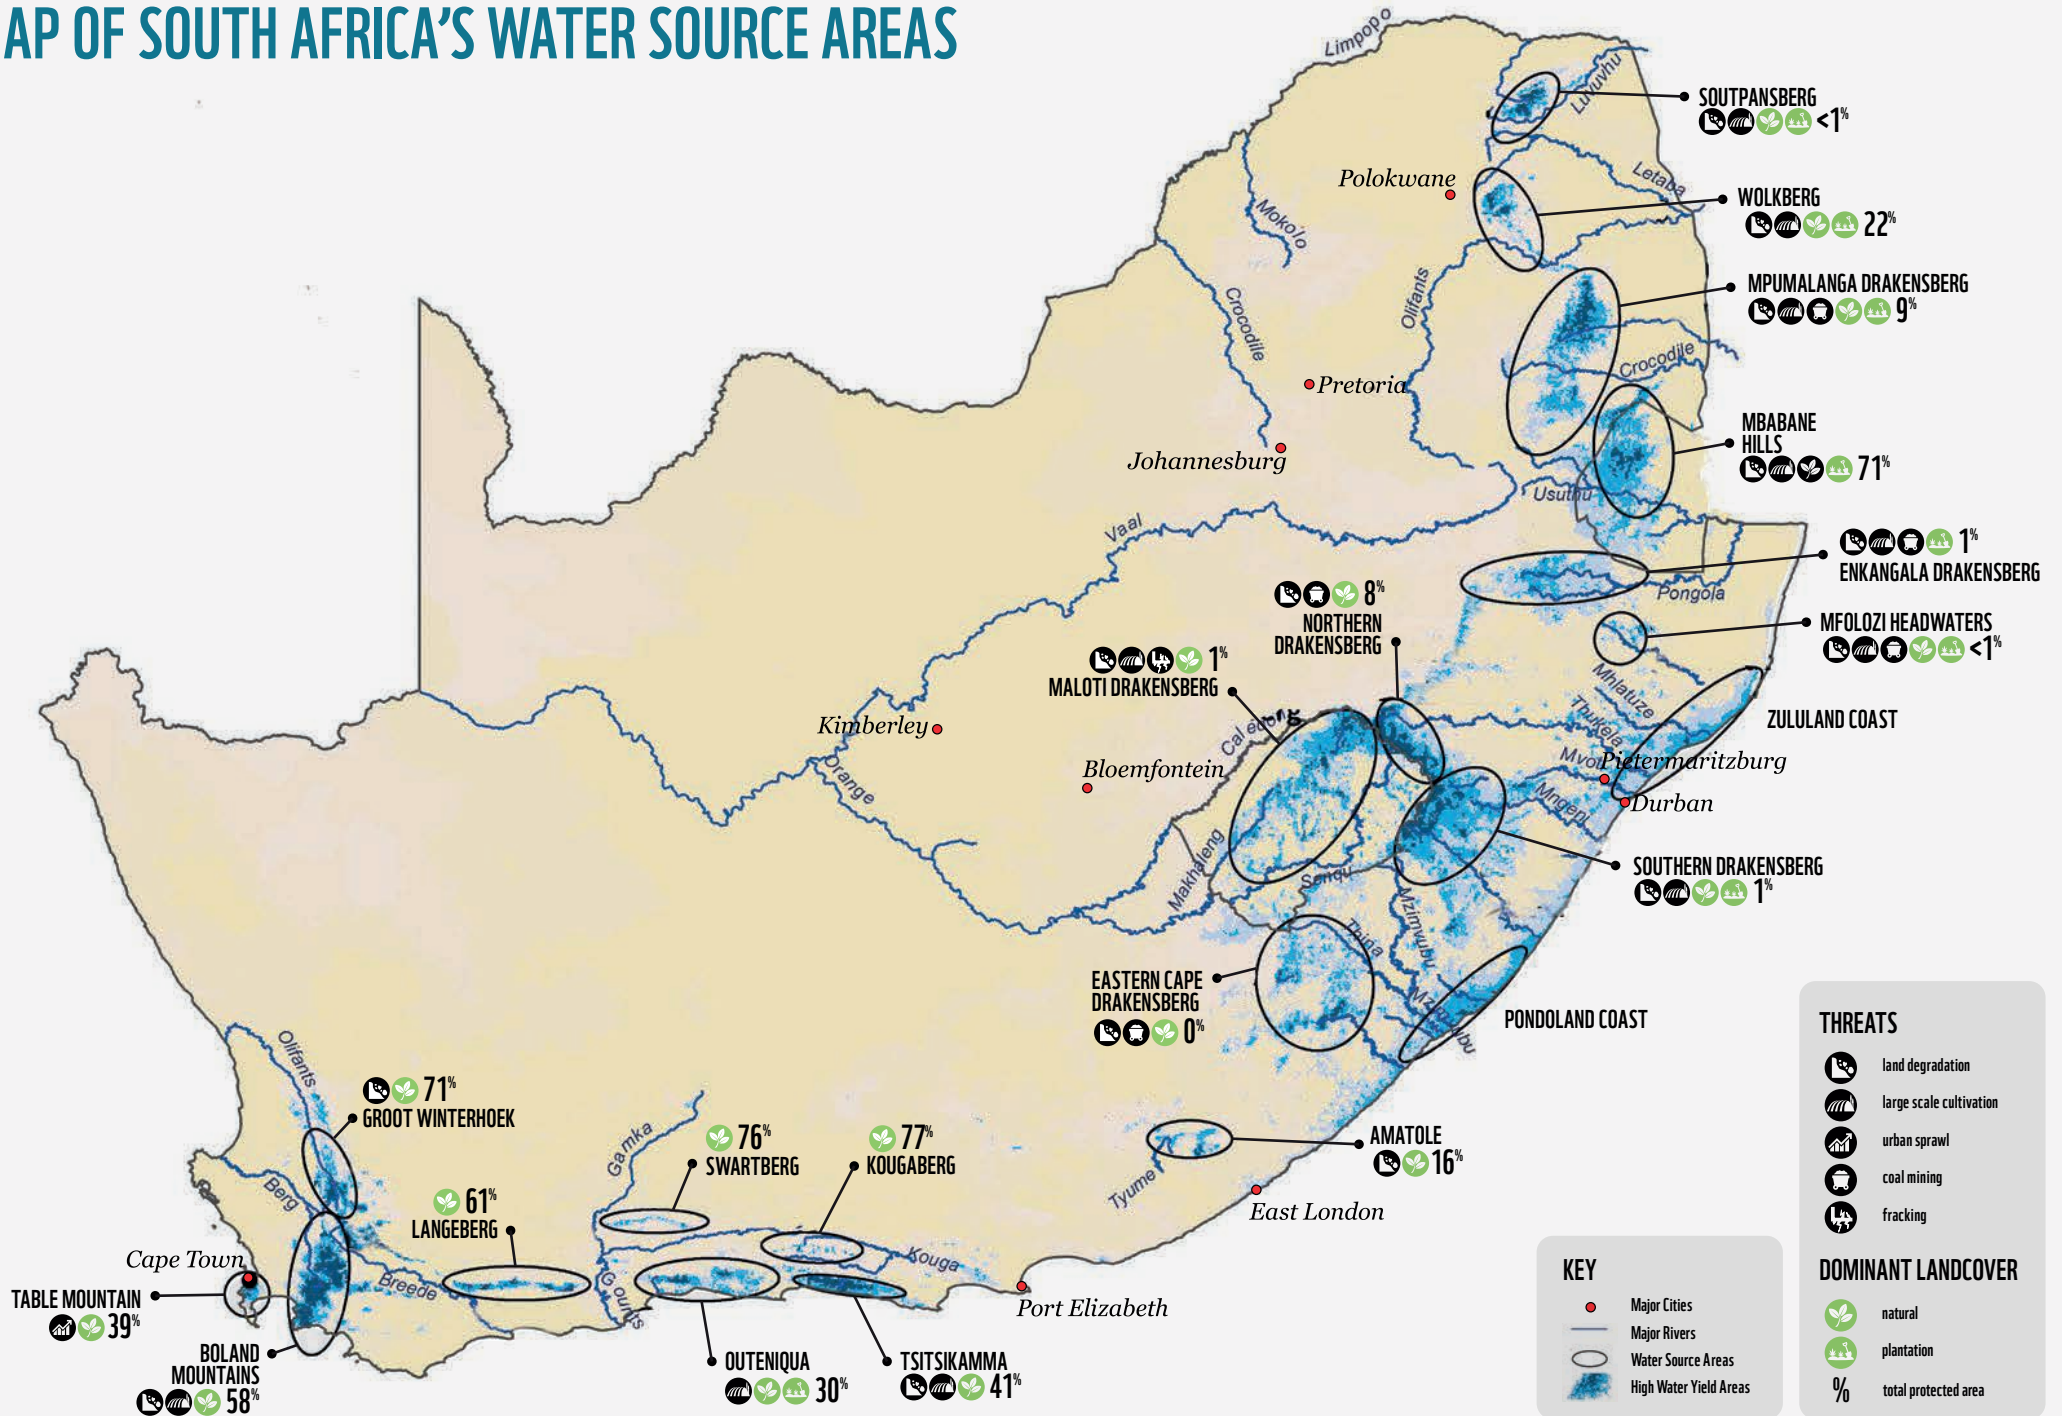 AP OF SOUTH AFRICA'S WATER SOURCE AREAS
Limpopo
Luvuvhu
SOUTPANSBERG
<1%
Polokwane
Letaba
WOLKBERG
22%
Mokolo
MPUMALANGA DRAKENSBERG
9%
Crocodile
Olifants
Crocodile
Pretoria
MBABANE
HILLS
71%
Johannesburg
Usuthu
Vaal
1%
ENKANGALA DRAKENSBERG
Pongola
8%
NORTHERN
DRAKENSBERG
MFOLOZI HEADWATERS
<1%
1%
MALOTI DRAKENSBERG
Mhlatuze
Thukela
ZULULAND COAST
Kimberley
Caledon
Orange
Bloemfontein
Pietermaritzburg
Mngeni
Durban
Makhaleng
Senqu
SOUTHERN DRAKENSBERG
1%
Mzimvubu
Thina
EASTERN CAPE
DRAKENSBERG
0%
PONDOLAND COAST
Olifants
71%
GROOT WINTERHOEK
Gamka
76%
SWARTBERG
77%
KOUGABERG
AMATOLE
16%
Tyume
East London
Berg
61%
LANGEBERG
Cape Town
Breede
Gourits
Kouga
Port Elizabeth
TABLE MOUNTAIN
39%
BOLAND
MOUNTAINS
58%
OUTENIQUA
30%
TSITSIKAMMA
41%
KEY
Major Cities
Major Rivers
Water Source Areas
High Water Yield Areas
THREATS
land degradation
large scale cultivation
urban sprawl
coal mining
fracking
DOMINANT LANDCOVER
natural
plantation
% total protected area